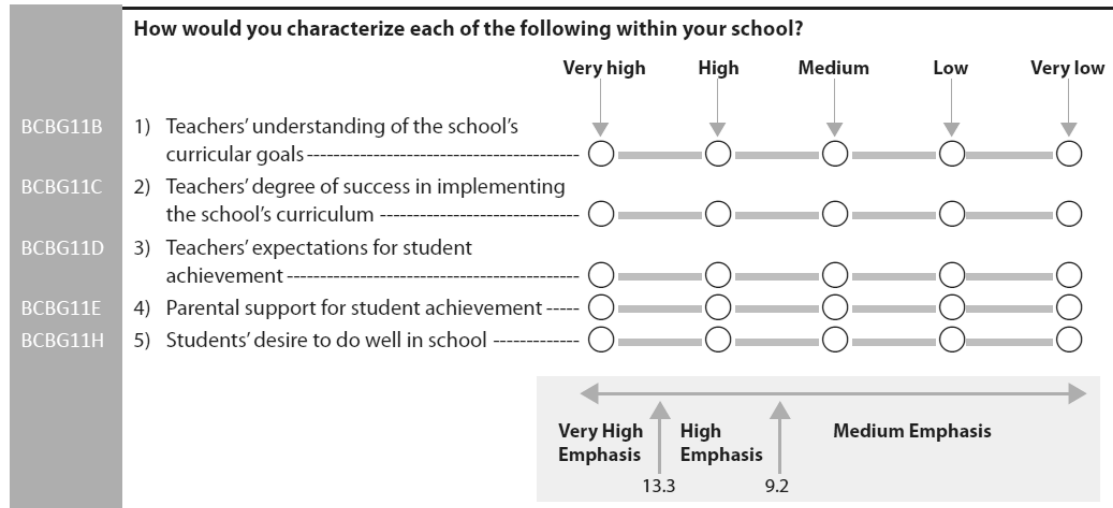 How would you characterize each of the following within your school?
Very high High Medium Low Very low
BCBG11B 1) Teachers’ understanding of the school’s
curricular goals
BCBG11C 2) Teachers’ degree of success in implementing
the school’s curriculum
BCBG11D 3) Teachers’ expectations for student
achievement
BCBG11E 4) Parental support for student achievement
BCBG11H 5) Students’ desire to do well in school
Very High High Medium Emphasis
Emphasis Emphasis
13.3 9.2